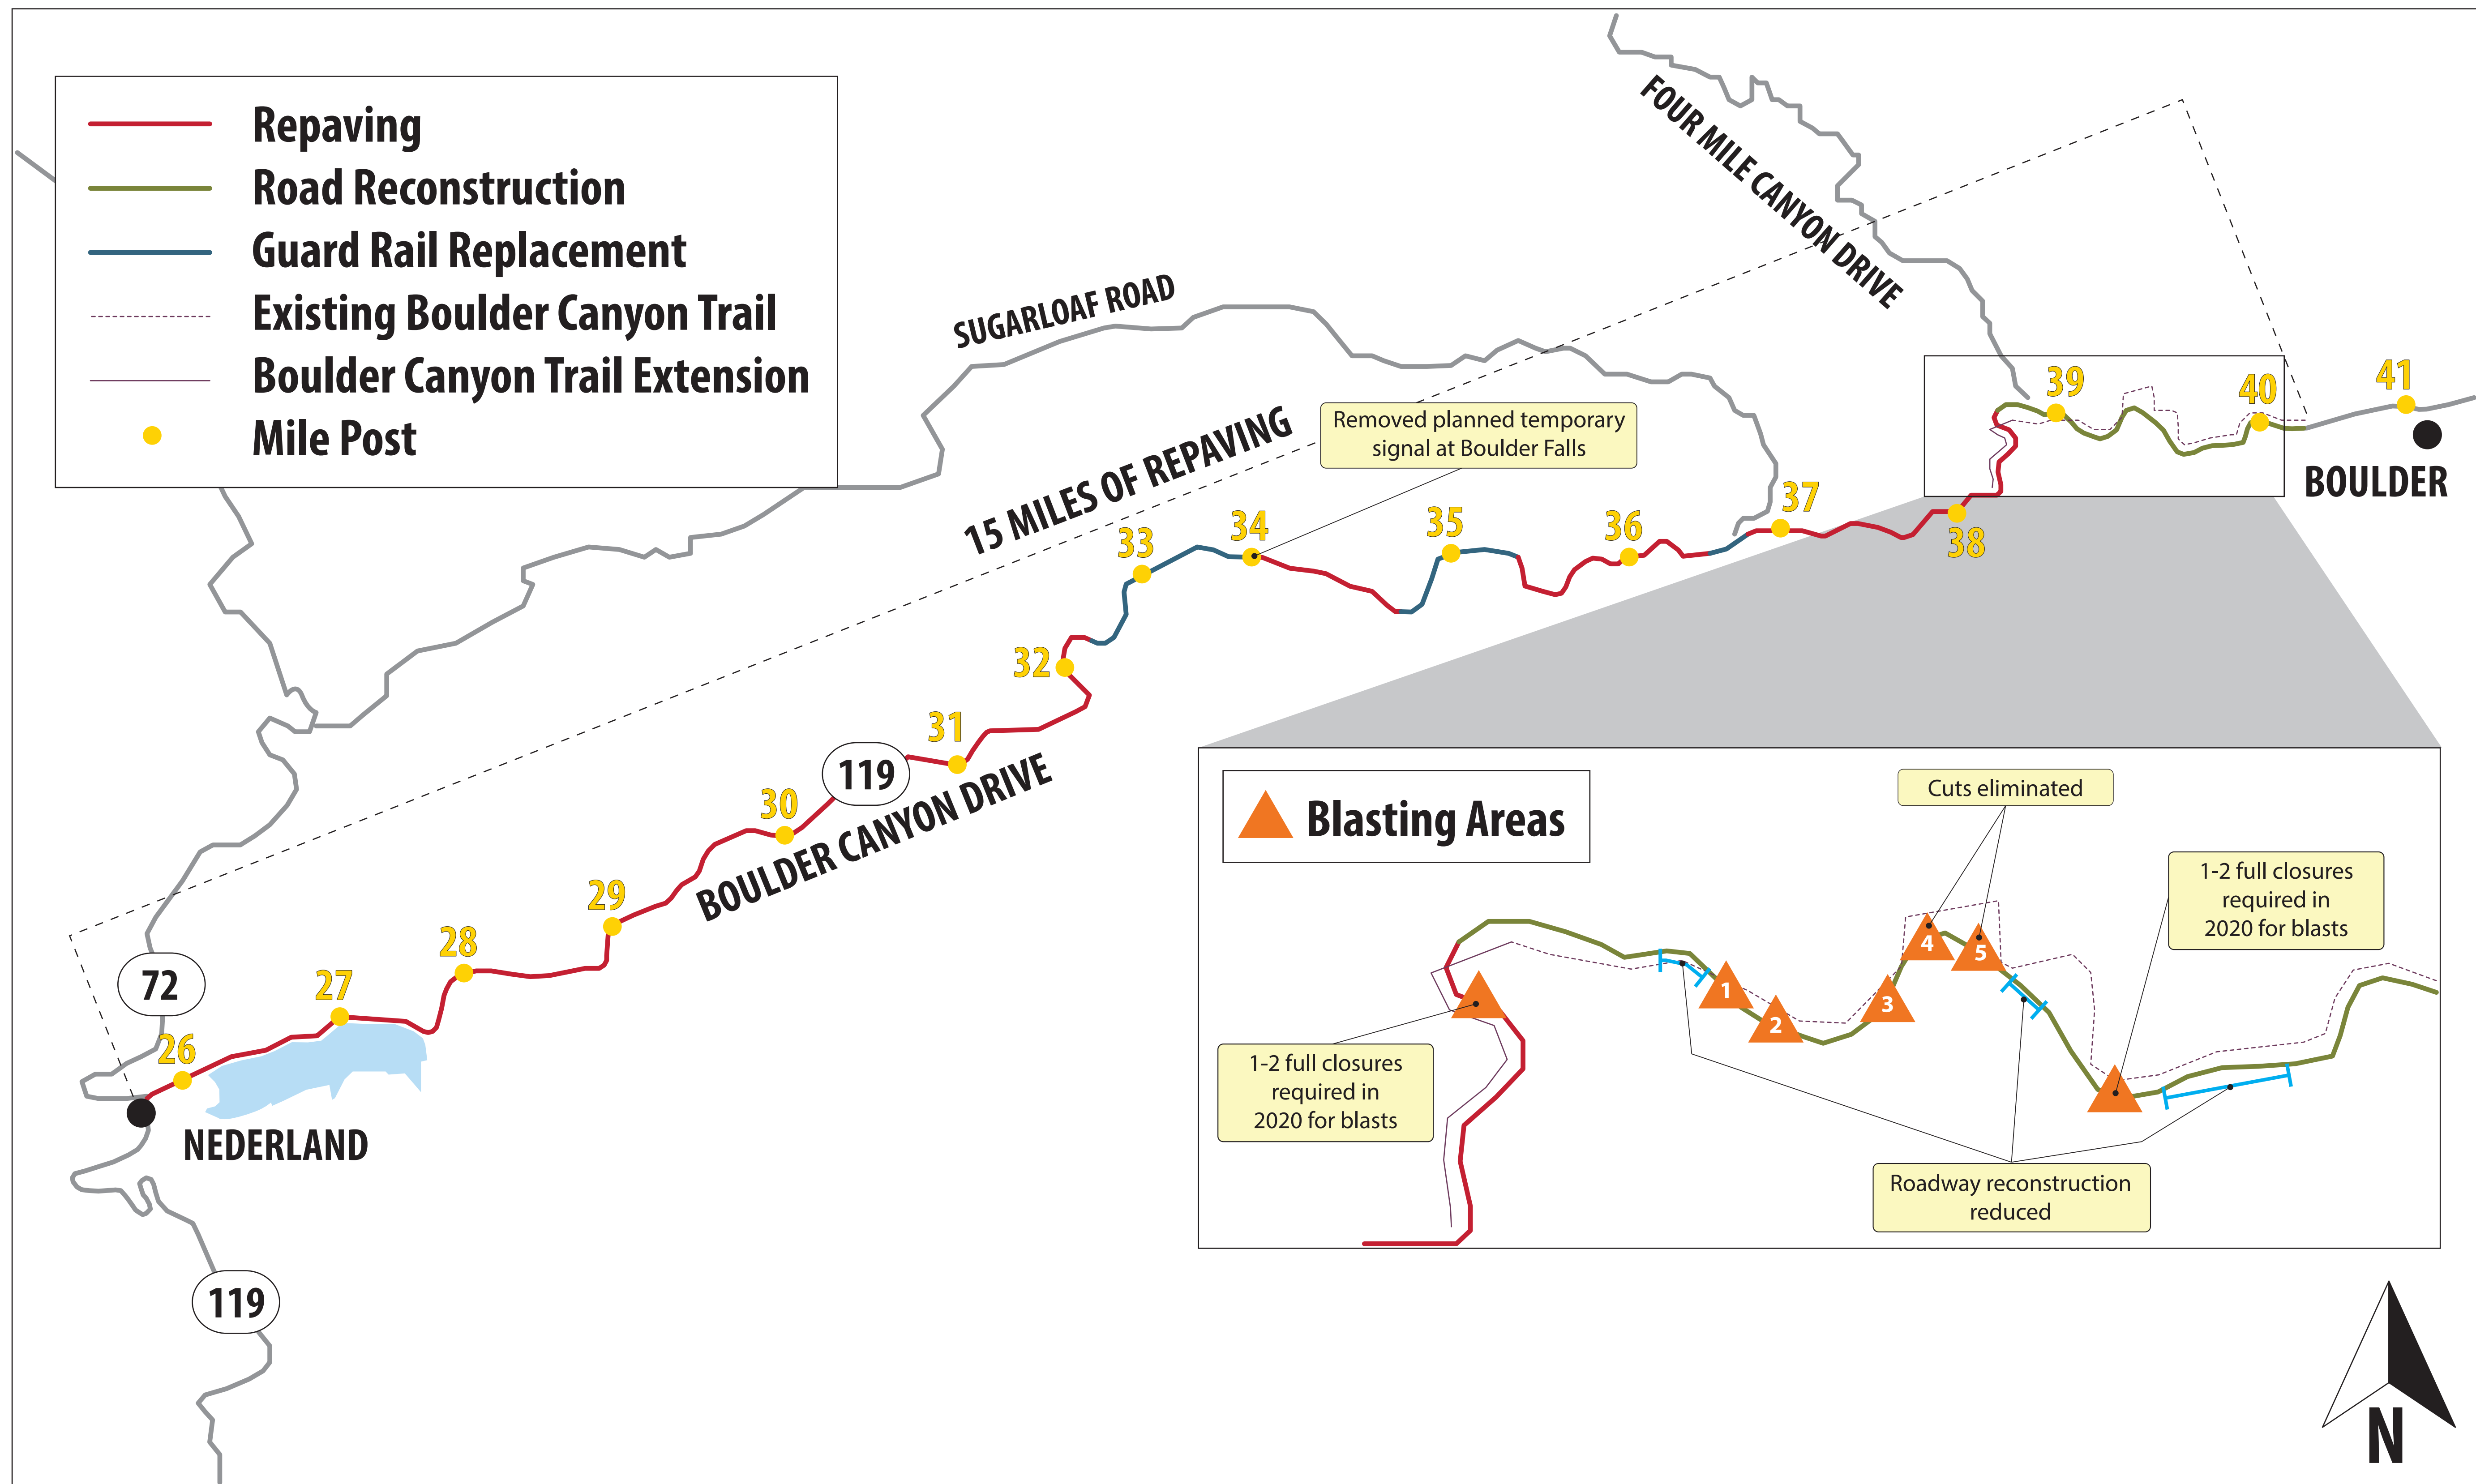 Repaving
Road Reconstruction
Guard Rail Replacement
Existing Boulder Canyon Trail
Boulder Canyon Trail Extension
Mile Post
FOUR MILE CANYON DRIVE
SUGARLOAF ROAD
15 MILES OF REPAVING
Removed planned temporary
signal at Boulder Falls
39
40
41
BOULDER
38
37
36
35
34
33
32
31
119
30
BOULDER CANYON DRIVE
29
28
27
72
26
NEDERLAND
119
Blasting Areas
Cuts eliminated
1-2 full closures
required in
2020 for blasts
4
5
1
2
3
1-2 full closures
required in
2020 for blasts
Roadway reconstruction
reduced
N